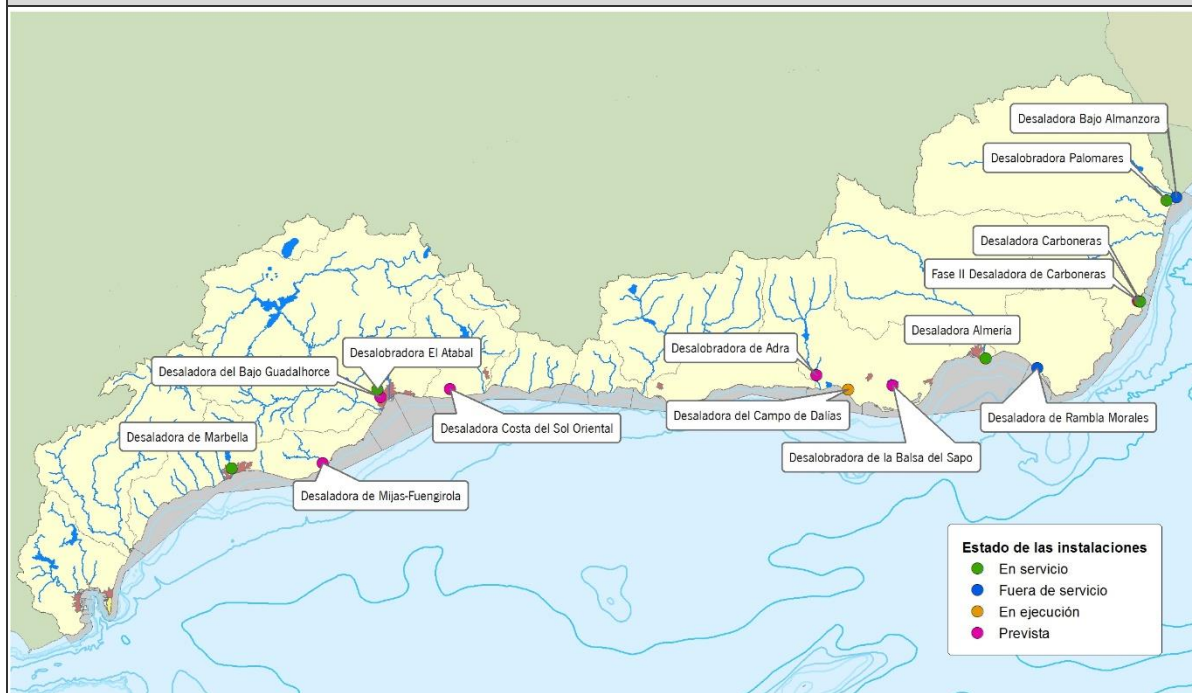 Desaladora Bajo Almanzora
Desalobradora Palomares
Desaladora Carboneras
Fase II Desaladora de Carboneras
Desaladora Almería
Desalobradora El Atabal
Desalobradora de Adra
Desaladora del Bajo Guadalhorce
Desaladora del Campo de Dalías
Desaladora de Rambla Morales
Desaladora Costa del Sol Oriental
Desaladora de Marbella
Desalobradora de la Balsa del Sapo
Desaladora de Mijas-Fuengirola
Estado de las instalaciones
En servicio
Fuera de servicio
En ejecución
Prevista